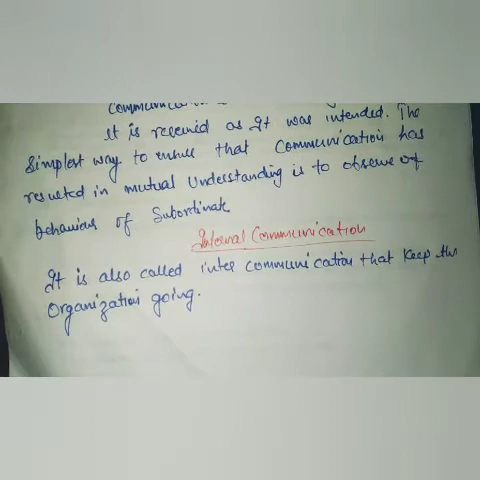 It is received as It was intended. The
Simplest way to ensure that Communication has
resulted in mutual Understanding is to observe of
behaviour of Subordinate
Internal Communication
It is also called inter communication that Keep the
Organization going.